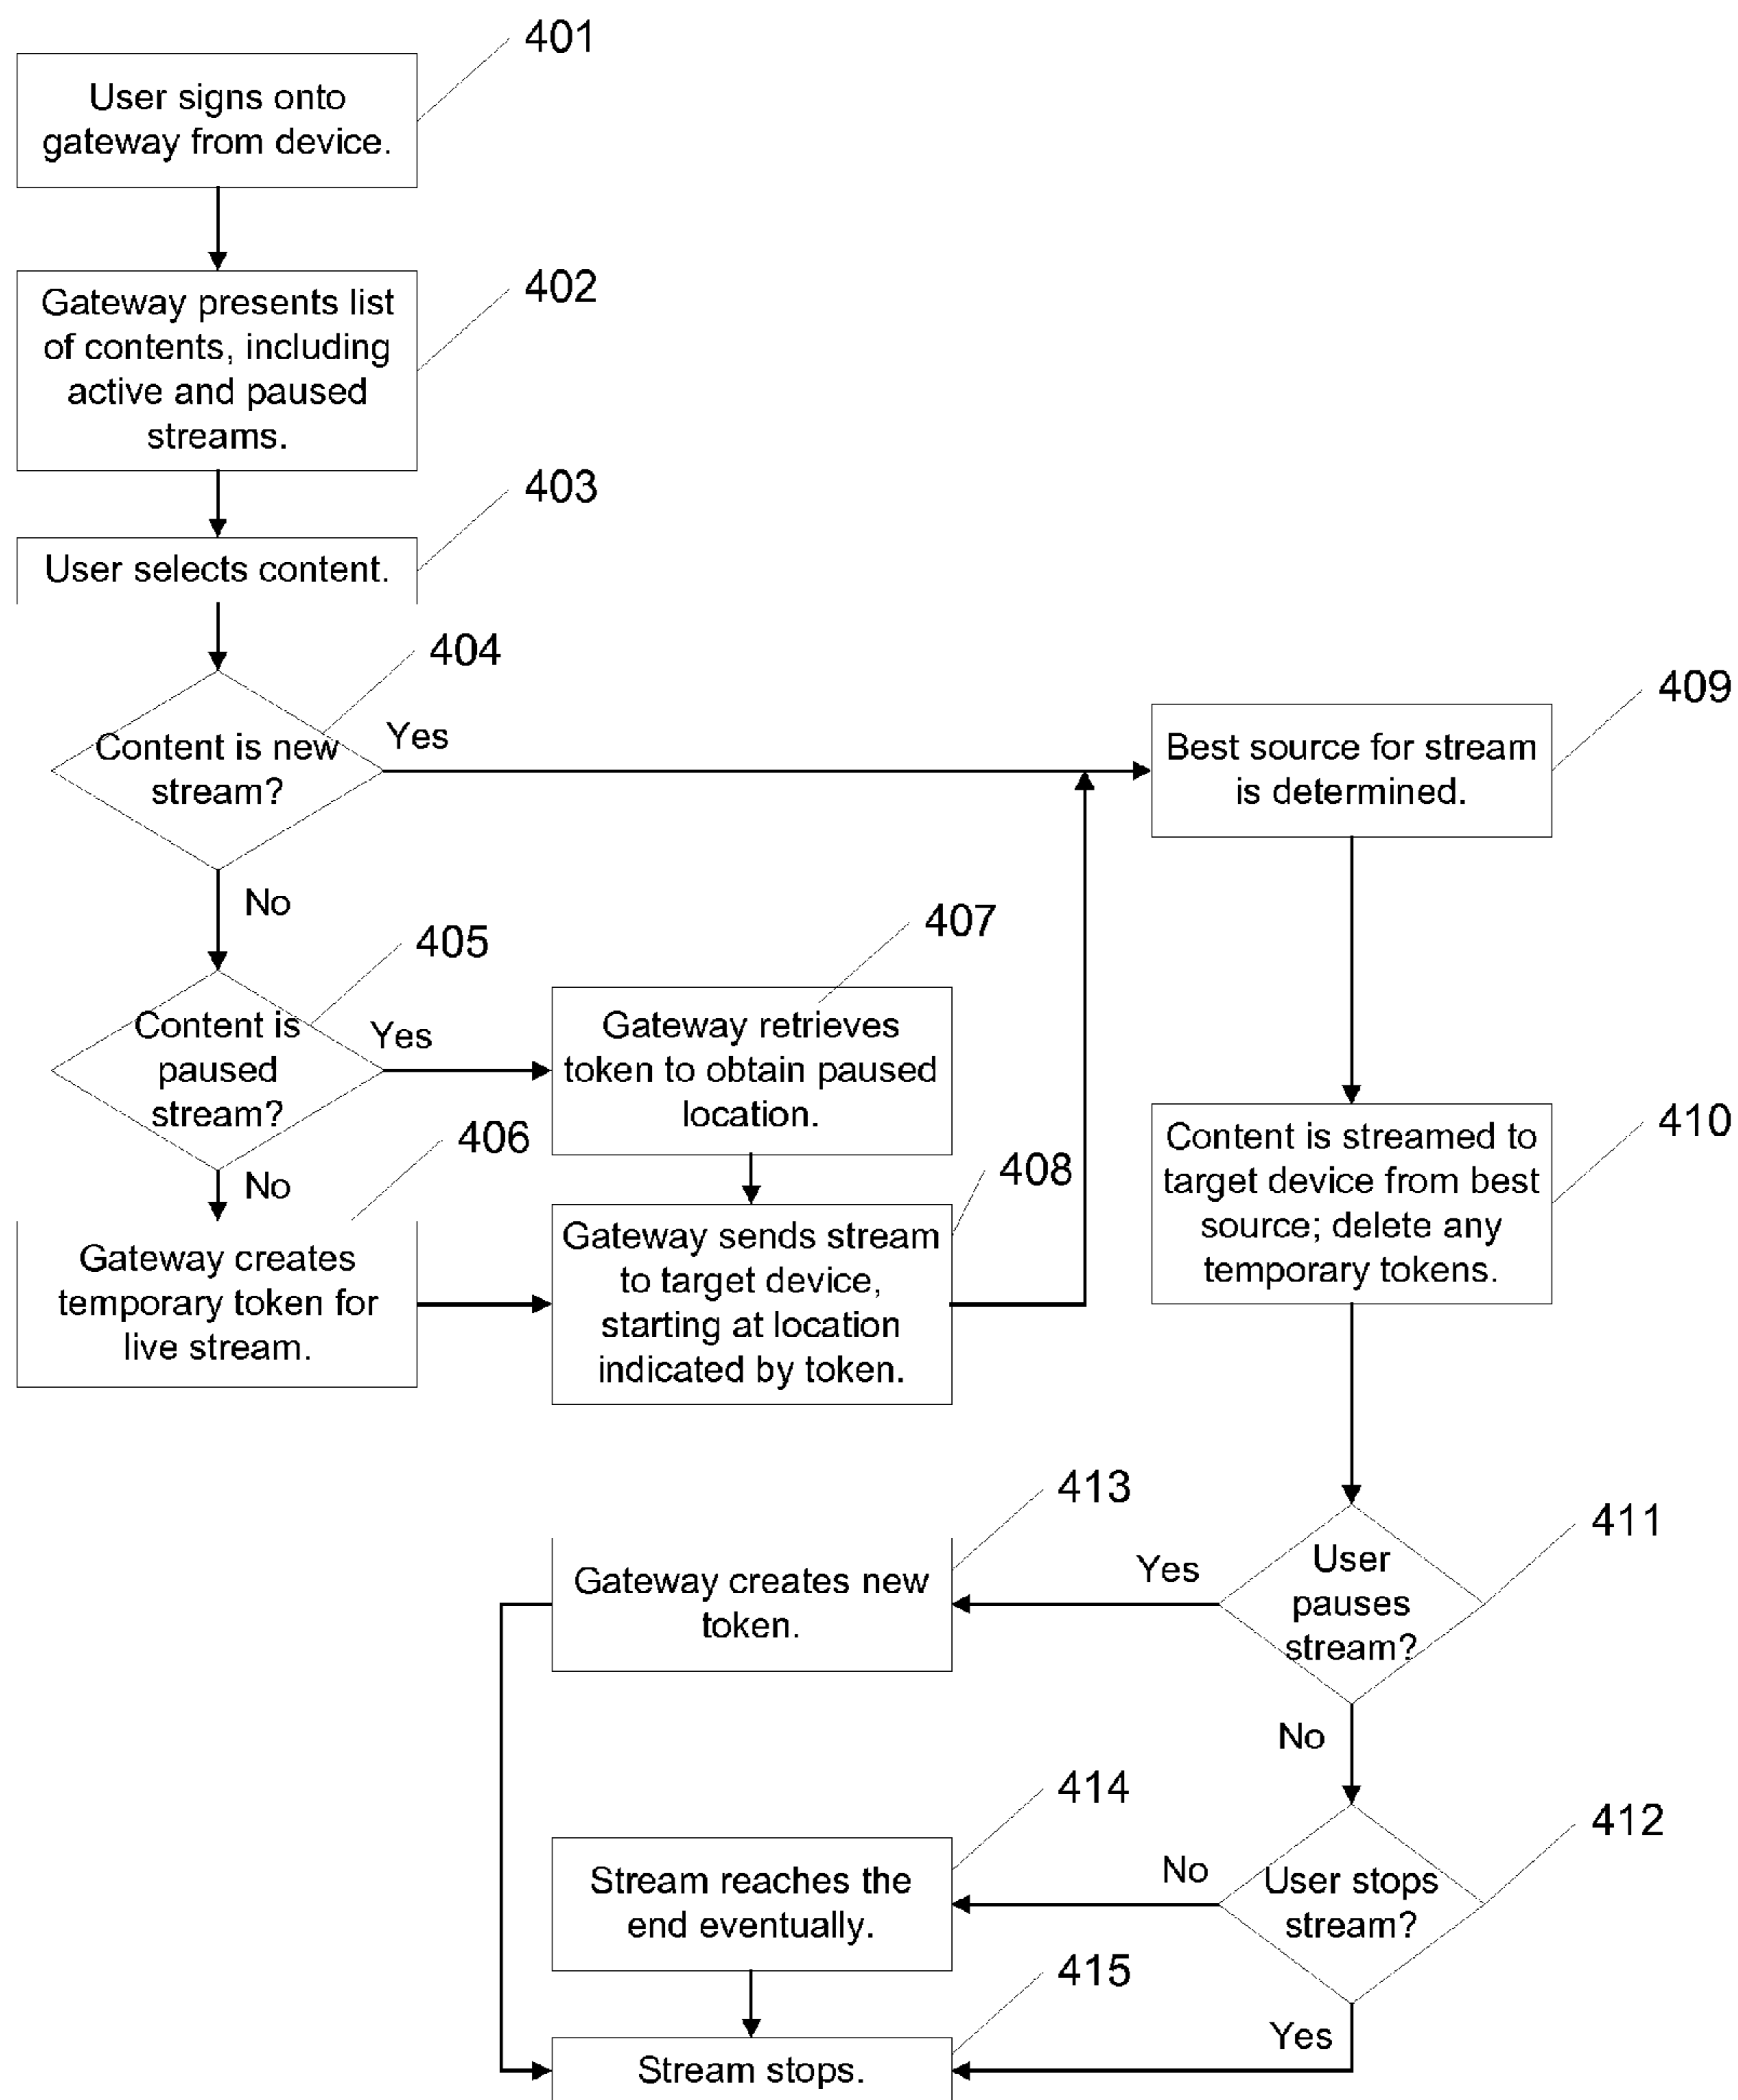 401
User signs onto
gateway from device.
402
Gateway presents list
of contents, including
active and paused
streams.
403
User selects content.
404
Content is new
stream?
Yes
No
409
Best source for stream
is determined.
405
Content is
paused
stream?
Yes
No
407
Gateway retrieves
token to obtain paused
location.
406
Gateway creates
temporary token for
live stream.
408
Gateway sends stream
to target device,
starting at location
indicated by token.
410
Content is streamed to
target device from best
source; delete any
temporary tokens.
411
User
pauses
stream?
Yes
No
413
Gateway creates new
token.
412
User stops
stream?
No
Yes
414
Stream reaches the
end eventually.
415
Stream stops.